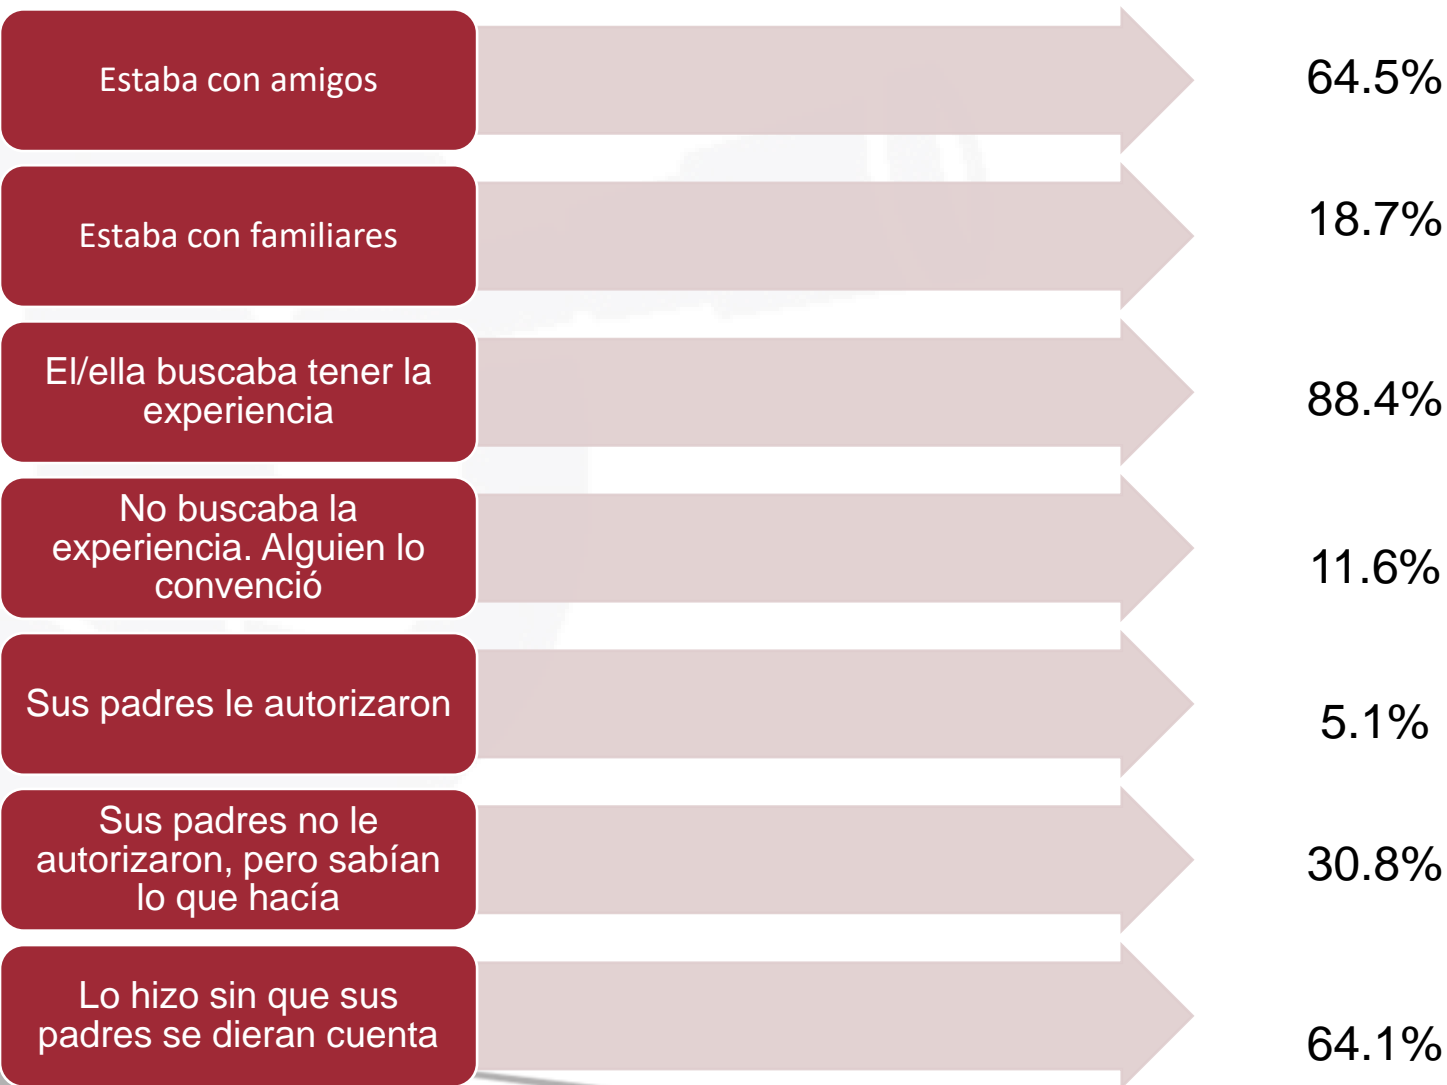 Estaba con amigos
64.5%
Estaba con familiares
18.7%
El/ella buscaba tener la
experiencia
88.4%
No buscaba la
experiencia. Alguien lo
convenció
11.6%
Sus padres le autorizaron
5.1%
Sus padres no le
autorizaron, pero sabían
lo que hacía
30.8%
Lo hizo sin que sus
padres se dieran cuenta
64.1%